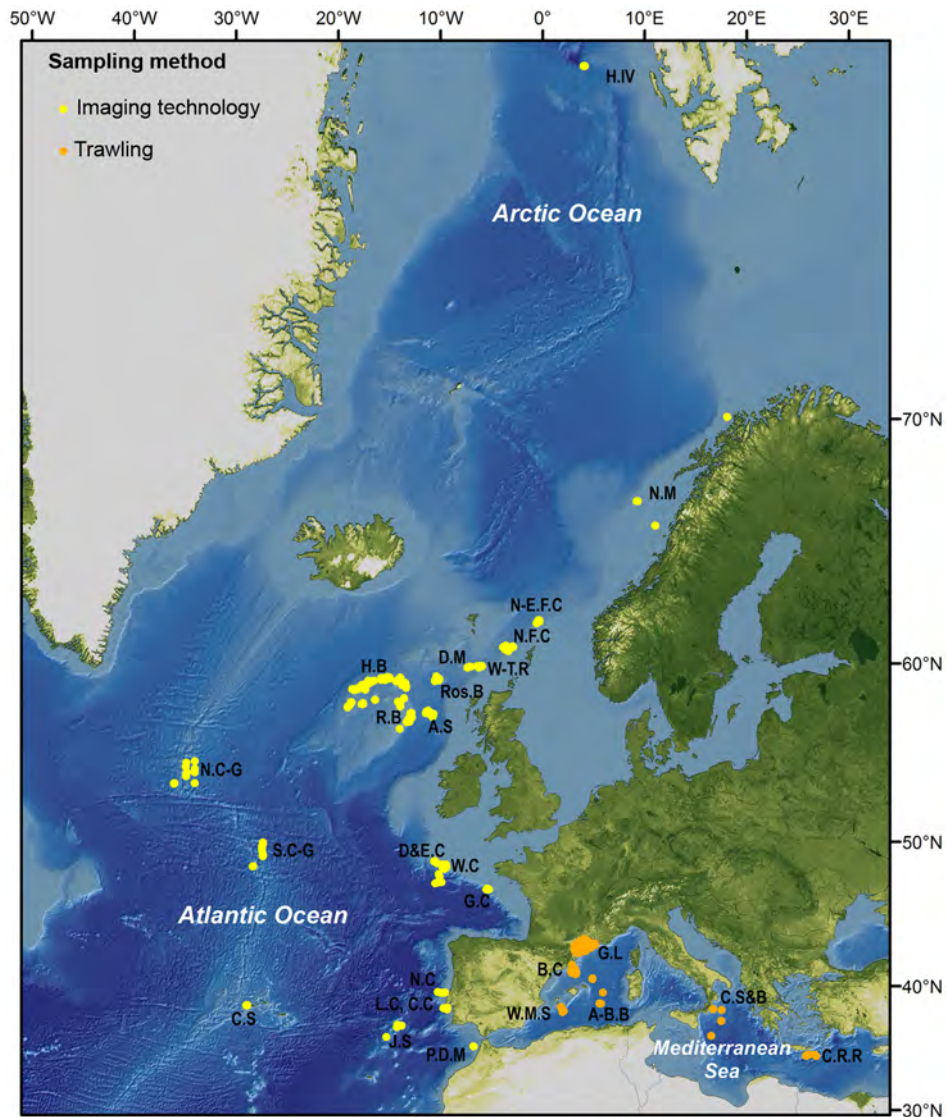 50°W 40°W 30°W 20°W 10°W 0° 10°E 20°E 30°E
Sampling method
Imaging technology
Trawling
H.IV
Arctic Ocean
70°N
N.M
N-E.F.C
N.F.C
D.M
W-T.R
60°N
H.B
Ros.B
R.B
A.S
N.C-G
S.C-G
D&E.C
50°N
W.C
G.C
Atlantic Ocean
G.L
B.C
N.C
40°N
L.C, C.C
C.S
W.M.S
A-B.B
C.S&B
J.S
P.D.M
Mediterranean
Sea
C.R.R
30°N